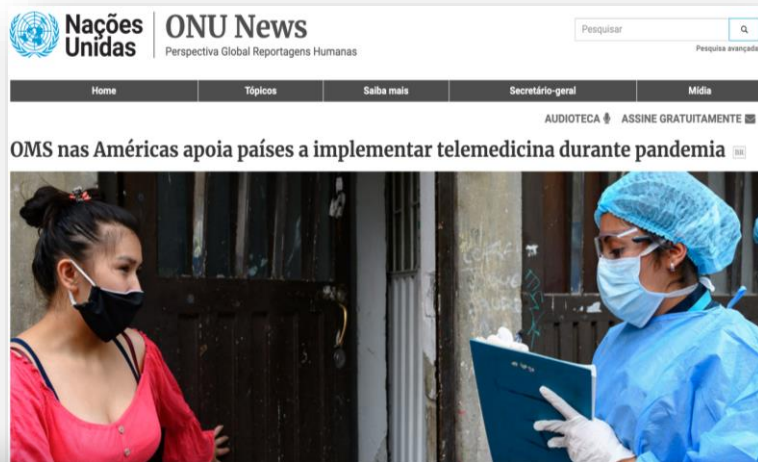 Nações
Unidas
ONU News
Perspectiva Global Reportagens Humanas
Pesquisar
Pesquisa avançada
Home
Tópicos
Saiba mais
Secretário-geral
Mídia
AUDIOTECA
ASSINE GRATUITAMENTE
OMS nas Américas apoia países a implementar telemedicina durante pandemia